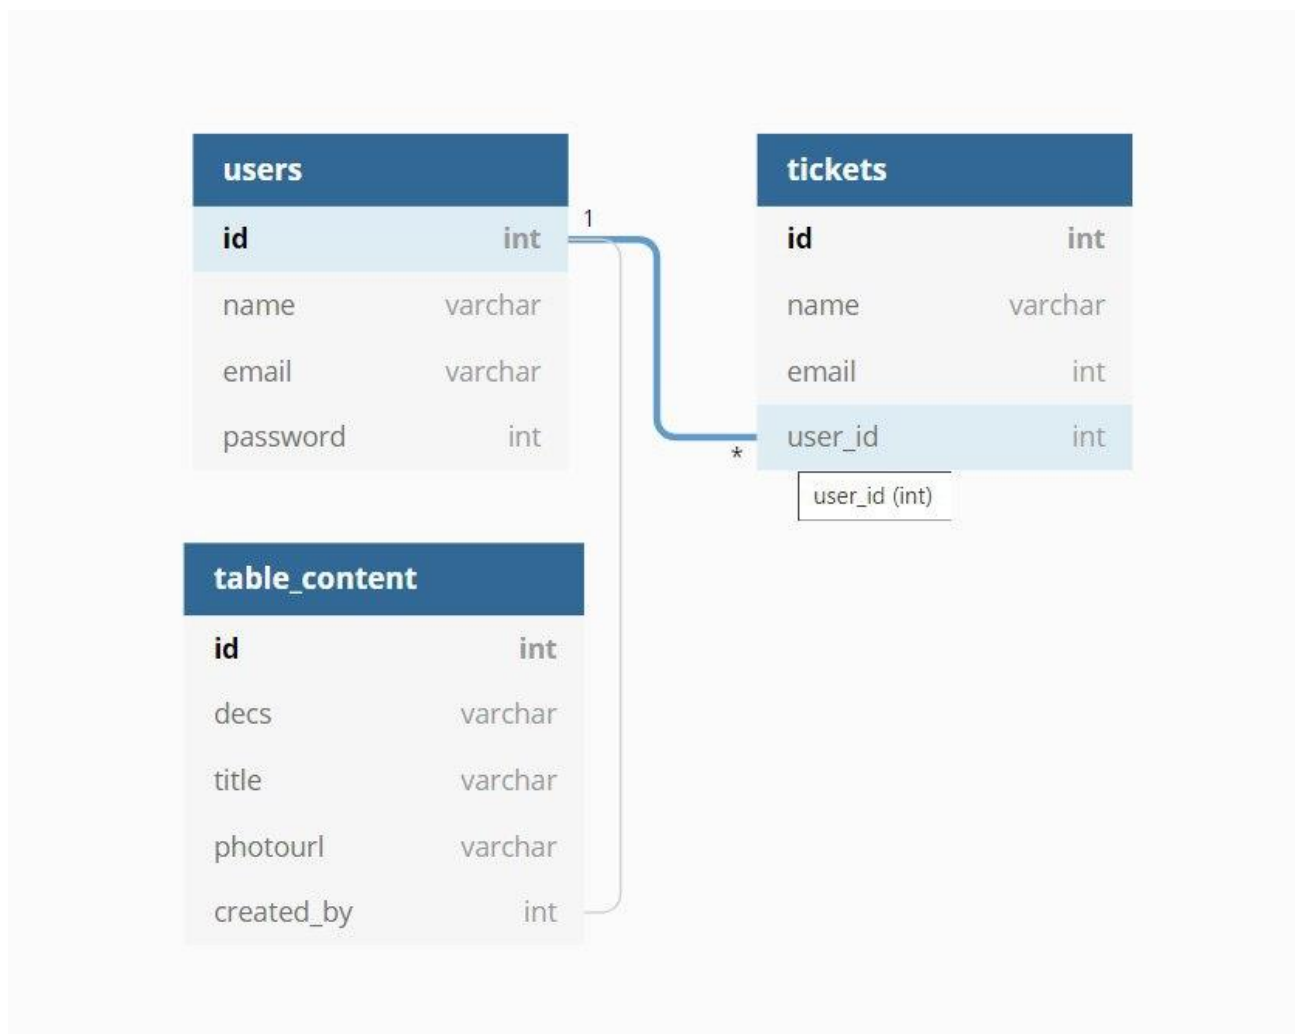 users
id int
name varchar
email varchar
password int
1
*
tickets
id int
name varchar
email int
user_id int
user_id (int)
table_content
id int
decs varchar
title varchar
photourl varchar
created_by int